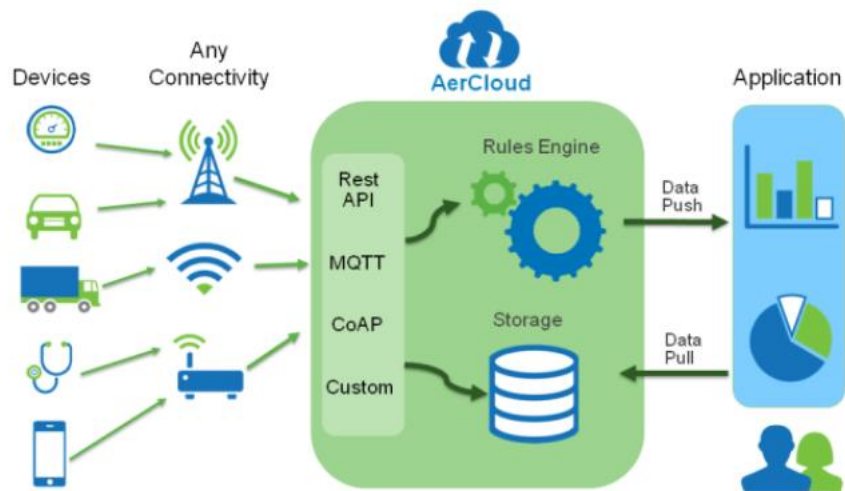 Devices
Any
Connectivity
AerCloud
Application
Rest
API
MQTT
CoAP
Custom
Rules Engine
Storage
Data
Push
Data
Pull